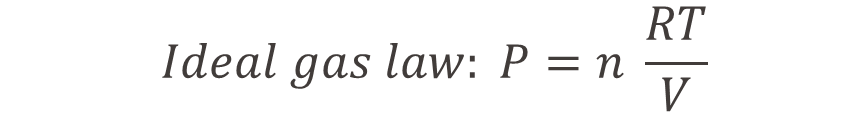 Ideal gas law: P = n RT/V